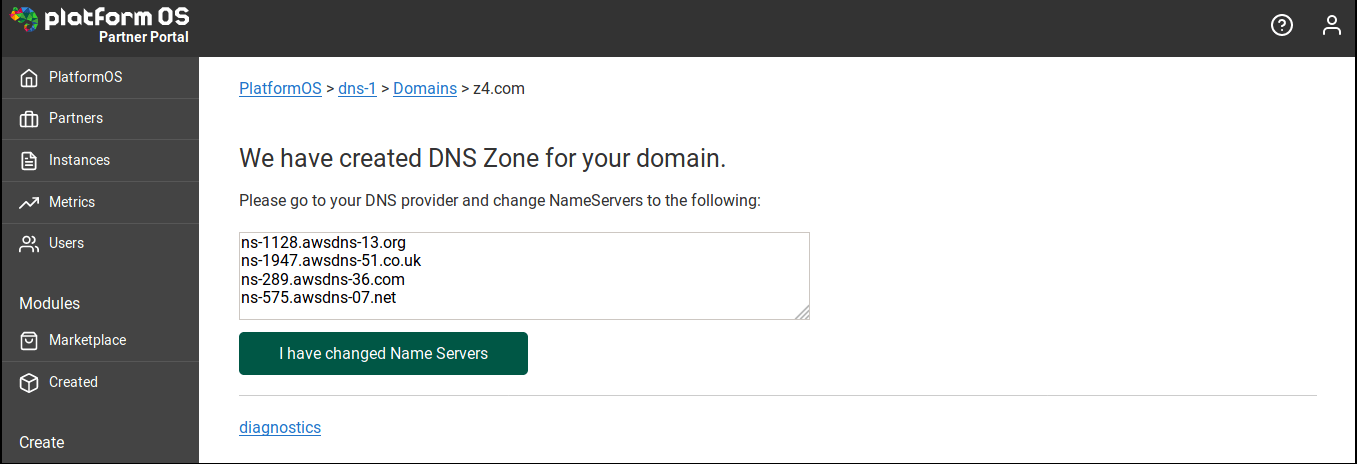 platform OS
Partner Portal
PlatformOS
Partners
Instances
Metrics
Users
Modules
Marketplace
Created
Create
PlatformOS > dns-1 > Domains > z4.com
We have created DNS Zone for your domain.
Please go to your DNS provider and change NameServers to the following:
ns-1128.awsdns-13.org
ns-1947.awsdns-51.co.uk
ns-289.awsdns-36.com
ns-575.awsdns-07.net
I have changed Name Servers
diagnostics